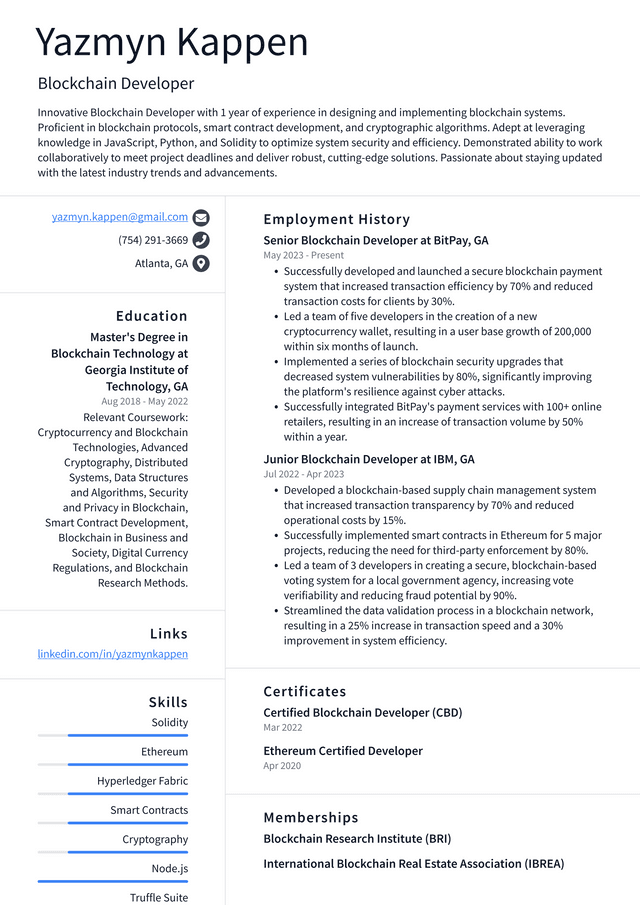 Yazmyn Kappen
Blockchain Developer
Innovative Blockchain Developer with 1 year of experience in designing and implementing blockchain systems.
Proficient in blockchain protocols, smart contract development, and cryptographic algorithms. Adept at leveraging
knowledge in JavaScript, Python, and Solidity to optimize system security and efficiency. Demonstrated ability to work
collaboratively to meet project deadlines and deliver robust, cutting-edge solutions. Passionate about staying updated
with the latest industry trends and advancements.
yazmyn.kappen@gmail.com
(754) 291-3669
Atlanta, GA
Education
Master's Degree in
Blockchain Technology at
Georgia Institute of
Technology, GA
Aug 2018 - May 2022
Relevant Coursework:
Cryptocurrency and Blockchain
Technologies, Advanced
Cryptography, Distributed
Systems, Data Structures
and Algorithms, Security
and Privacy in Blockchain,
Smart Contract Development,
Blockchain in Business and
Society, Digital Currency
Regulations, and Blockchain
Research Methods.
Links
linkedin.com/in/yazmynkappen
Skills
Solidity
Ethereum
Hyperledger Fabric
Smart Contracts
Cryptography
Node.js
Truffle Suite
Employment History
Senior Blockchain Developer at BitPay, GA
May 2023 - Present
• Successfully developed and launched a secure blockchain payment
system that increased transaction efficiency by 70% and reduced
transaction costs for clients by 30%.
• Led a team of five developers in the creation of a new
cryptocurrency wallet, resulting in a user base growth of 200,000
within six months of launch.
• Implemented a series of blockchain security upgrades that
decreased system vulnerabilities by 80%, significantly improving
the platform's resilience against cyber attacks.
• Successfully integrated BitPay's payment services with 100+ online
retailers, resulting in an increase of transaction volume by 50%
within a year.
Junior Blockchain Developer at IBM, GA
Jul 2022 - Apr 2023
• Developed a blockchain-based supply chain management system
that increased transaction transparency by 70% and reduced
operational costs by 15%.
• Successfully implemented smart contracts in Ethereum for 5 major
projects, reducing the need for third-party enforcement by 80%.
• Led a team of 3 developers in creating a secure, blockchain-based
voting system for a local government agency, increasing vote
verifiability and reducing fraud potential by 90%.
• Streamlined the data validation process in a blockchain network,
resulting in a 25% increase in transaction speed and a 30%
improvement in system efficiency.
Certificates
Certified Blockchain Developer (CBD)
Mar 2022
Ethereum Certified Developer
Apr 2020
Memberships
Blockchain Research Institute (BRI)
International Blockchain Real Estate Association (IBREA)